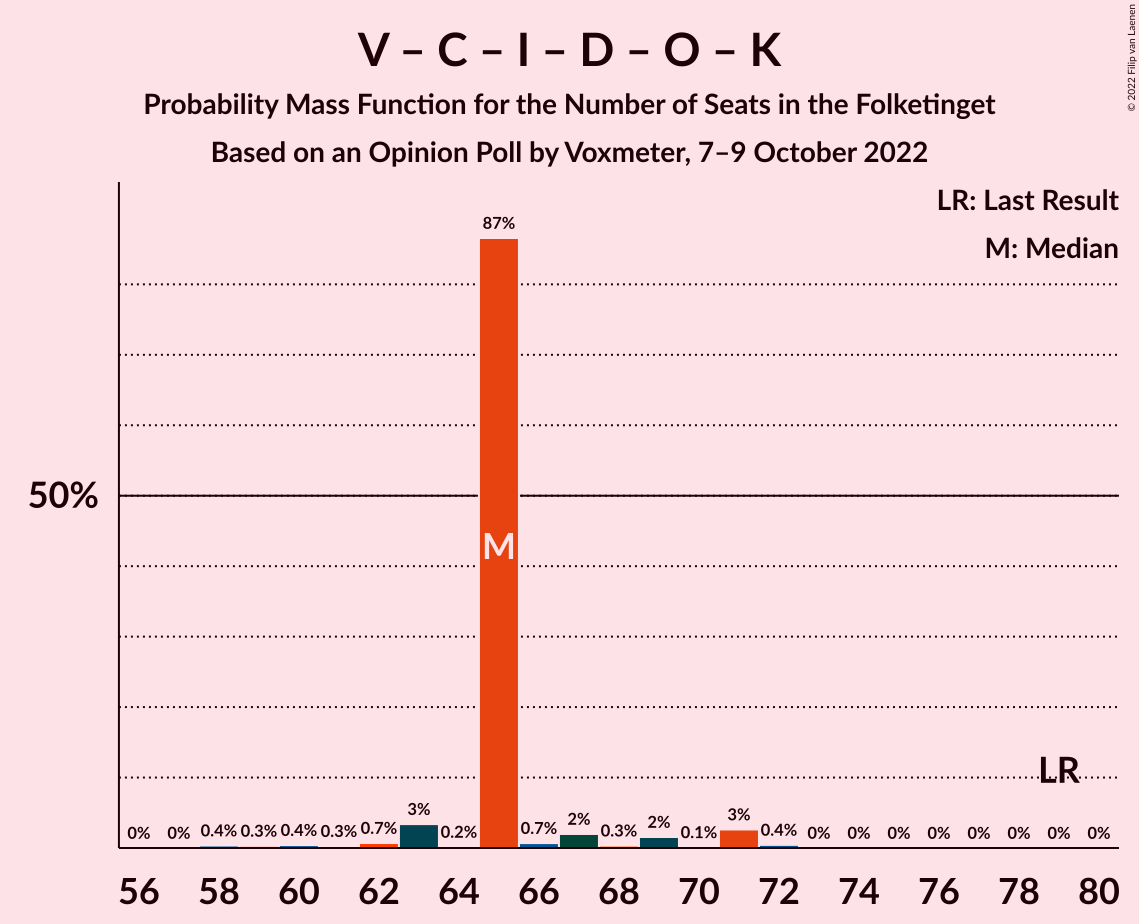 V – C – I – D – O – K
Probability Mass Function for the Number of Seats in the Folketinget
Based on an Opinion Poll by Voxmeter, 7–9 October 2022
© 2022 Filip van Laenen
LR: Last Result
M: Median
87%
50%
M
LR
0% 0% 0.4% 0.3% 0.4% 0.3% 0.7% 3% 0.2% 0.7% 2% 0.3% 2% 0.1% 3% 0.4% 0% 0% 0% 0% 0% 0% 0% 0%
56 58 60 62 64 66 68 70 72 74 76 78 80